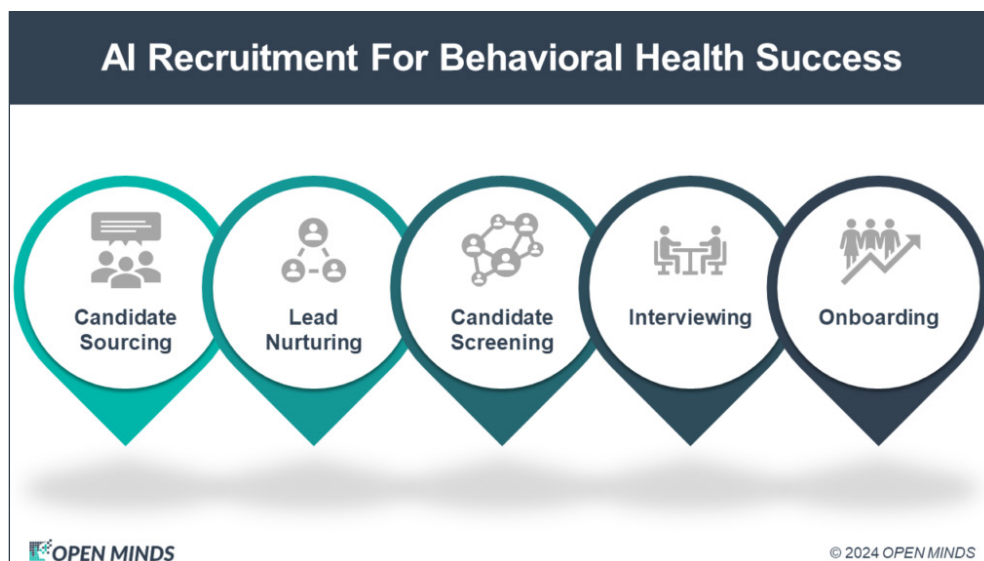 AI Recruitment For Behavioral Health Success
Candidate
Sourcing
Lead
Nurturing
Candidate
Screening
Interviewing
Onboarding
OPEN MINDS
© 2024 OPEN MINDS